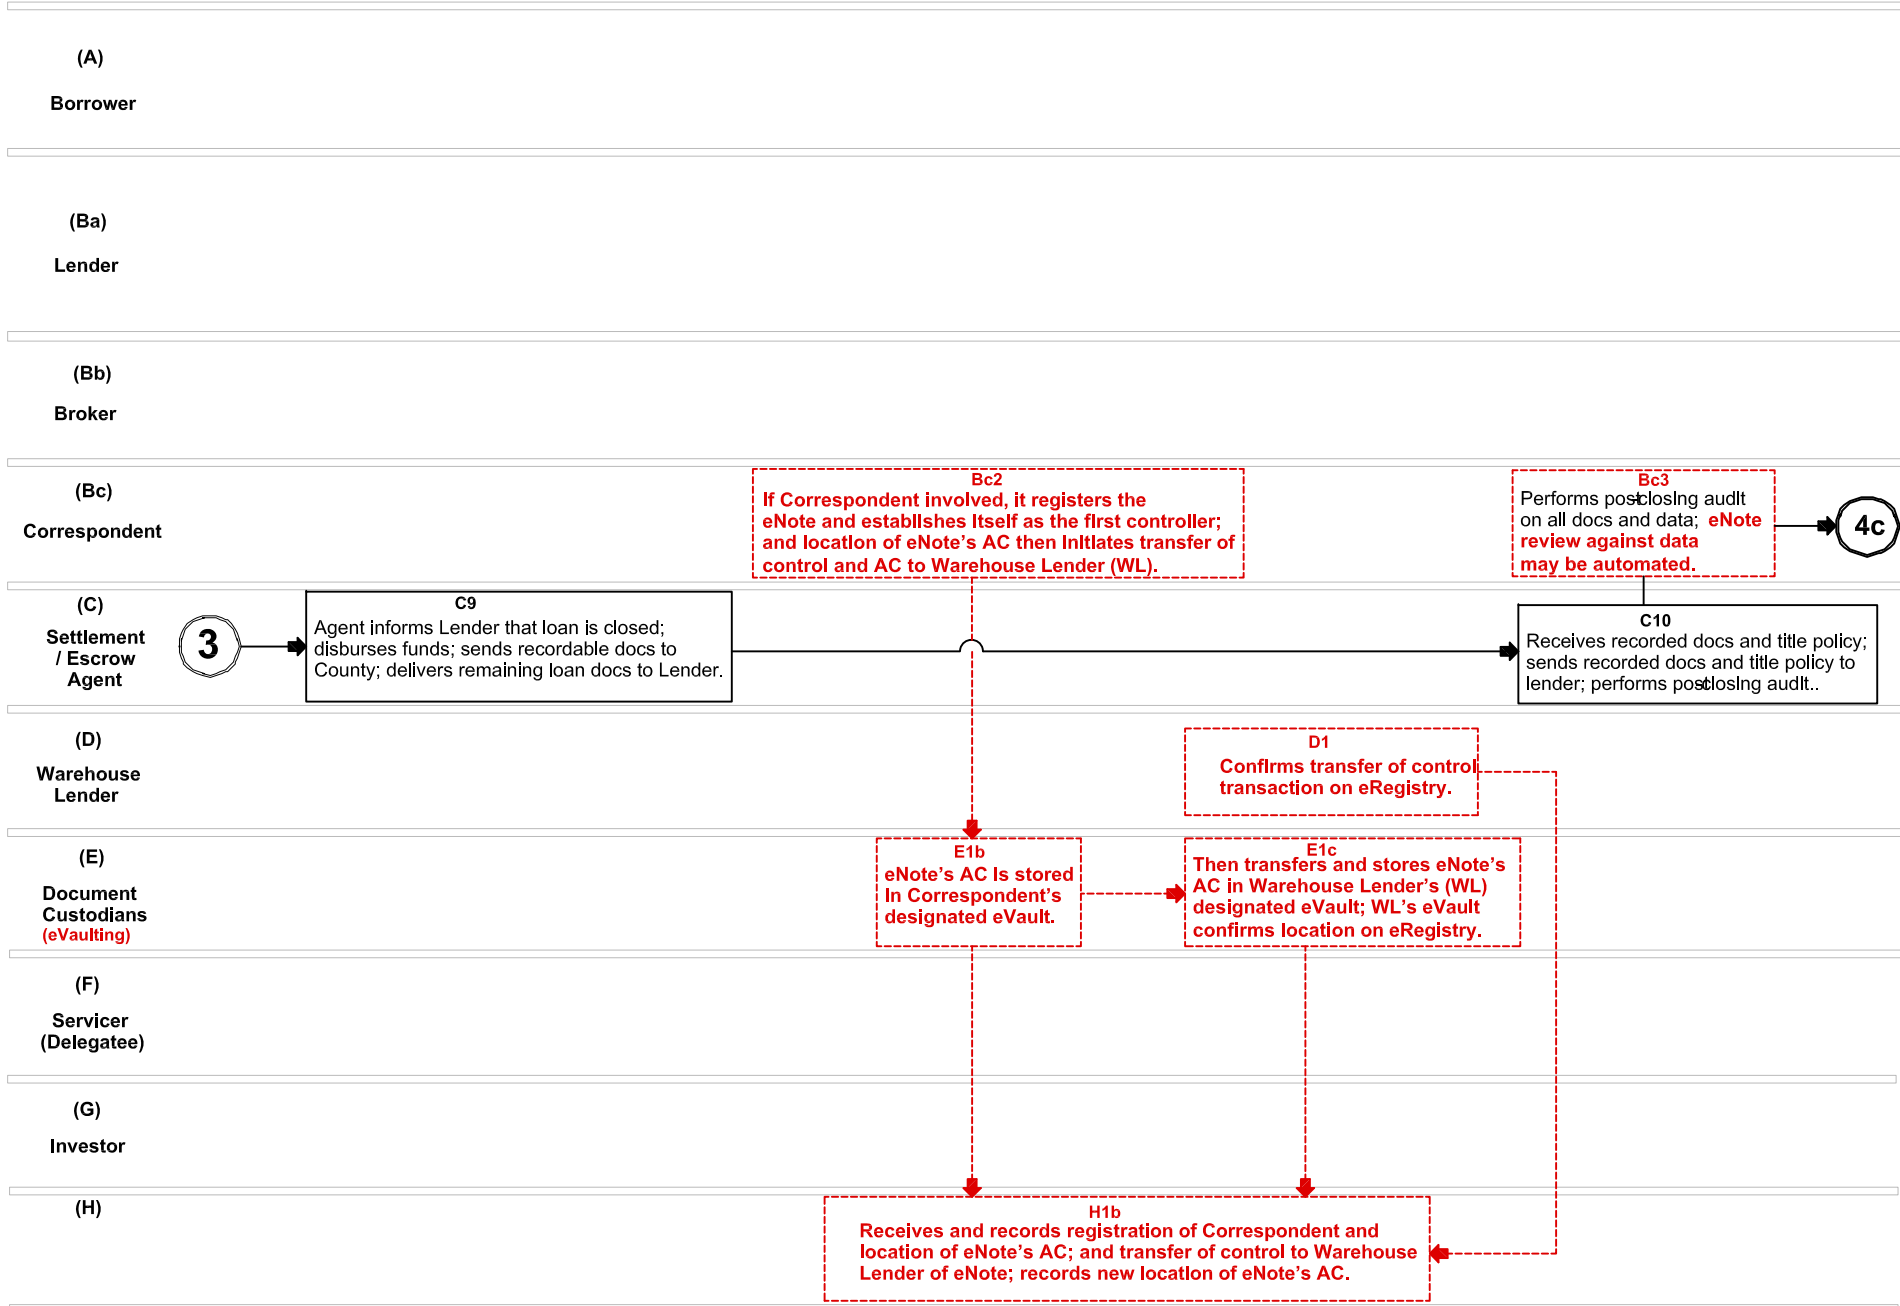 (A)
Borrower
(Ba)
Lender
(Bb)
Broker
(Bc)
Correspondent
Bc2
If Correspondent involved, it registers the
eNote and establishes itself as the first controller;
and location of eNote’s AC then initiates transfer of
control and AC to Warehouse Lender (WL).
Bc3
Performs post-closing audit
on all docs and data; eNote
review against data
may be automated.
4c
(C)
Settlement
/ Escrow
Agent
3
C9
Agent informs Lender that loan is closed;
disburses funds; sends recordable docs to
County; delivers remaining loan docs to Lender.
C10
Receives recorded docs and title policy;
sends recorded docs and title policy to
lender; performs post-closing audit..
(D)
Warehouse
Lender
D1
Confirms transfer of control
transaction on eRegistry.
(E)
Document
Custodians
(eVaulting)
E1b
eNote’s AC is stored
in Correspondent’s
designated eVault.
E1c
Then transfers and stores eNote’s
AC in Warehouse Lender’s (WL)
designated eVault; WL’s eVault
confirms location on eRegistry.
(F)
Servicer
(Delegatee)
(G)
Investor
(H)
H1b
Receives and records registration of Correspondent and
location of eNote’s AC; and transfer of control to Warehouse
Lender of eNote; records new location of eNote’s AC.